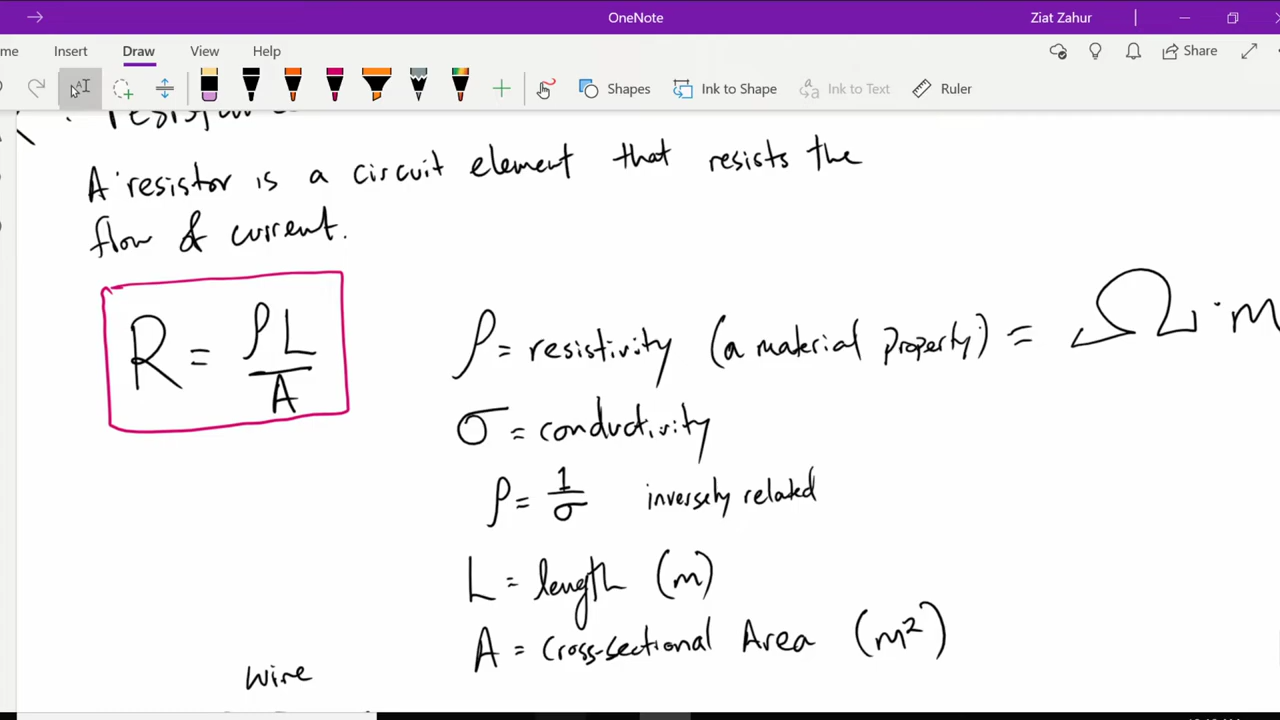 OneNote
Ziat Zahur
Insert Draw View Help
Share
Shapes Ink to Shape Ink to Text Ruler
A resistor is a circuit element that resists the
flow of current.
R = ρL/A
ρ = resistivity (a material property) = Ω·m
σ = conductivity
ρ = 1/σ inversely related
L = length (m)
A = cross-sectional Area (m²)
wire